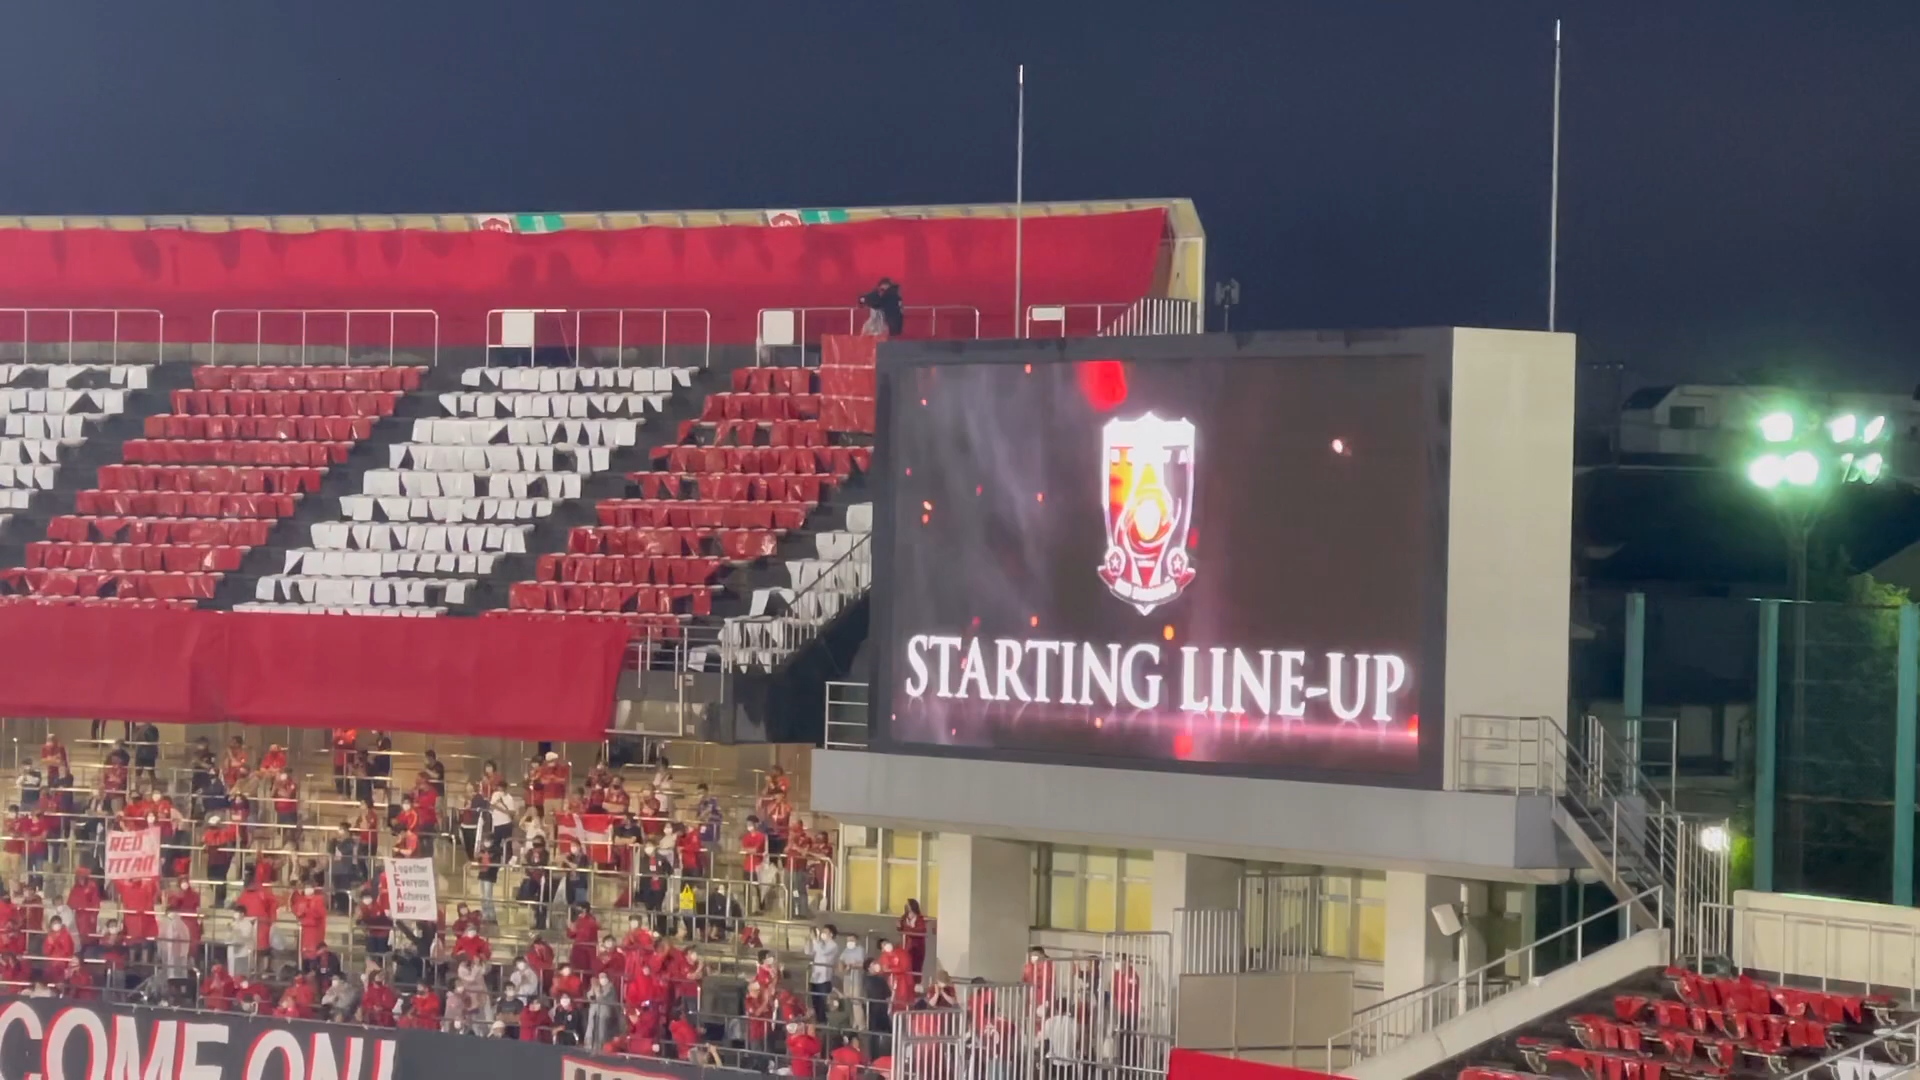 STARTING LINE-UP
RED
TITAN
Together
Everyone
Achieves
More
COME ON!